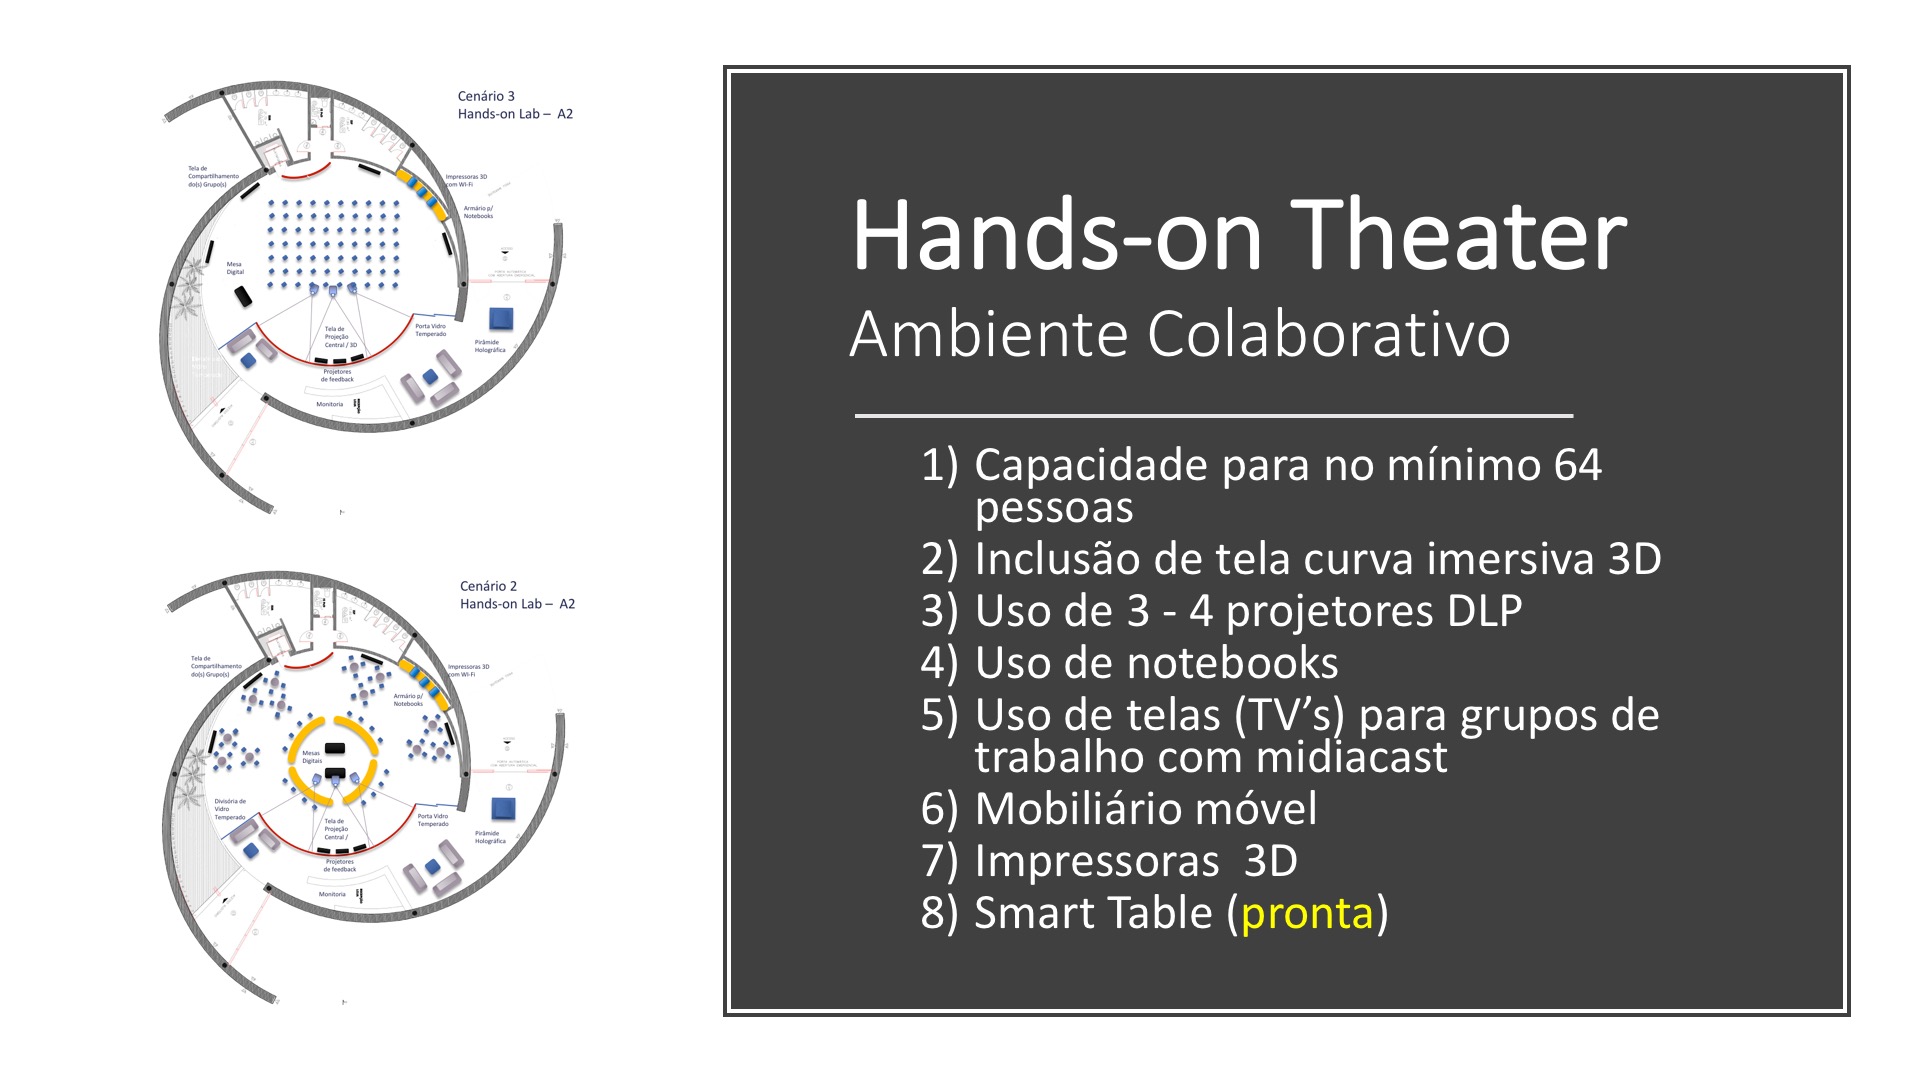 Cenário 3
Hands-on Lab – A2
Tela de
Compartilhamento
do(s) Grupo(s)
Impressoras 3D
com WI-Fi
Armário p/
Notebooks
Mesa
Digital
Tela de
Projeção
Central / 3D
Porta Vidro
Temperado
Pirâmide
Holográfica
Projetores
de feedback
Monitoria
Cenário 2
Hands-on Lab – A2
Tela de
Compartilhamento
do(s) Grupo(s)
Impressoras 3D
com WI-Fi
Armário p/
Notebooks
Mesas
Digitais
Divisória de
Vidro
Temperado
Tela de
Projeção
Central /
Porta Vidro
Temperado
Pirâmide
Holográfica
Projetores
de feedback
Monitoria
Hands-on Theater
Ambiente Colaborativo
1) Capacidade para no mínimo 64
pessoas
2) Inclusão de tela curva imersiva 3D
3) Uso de 3 - 4 projetores DLP
4) Uso de notebooks
5) Uso de telas (TV’s) para grupos de
trabalho com midiacast
6) Mobiliário móvel
7) Impressoras 3D
8) Smart Table (pronta)